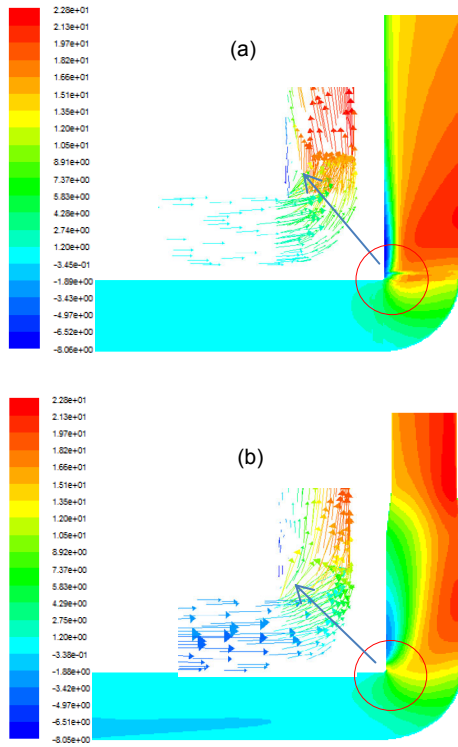 (a)
2.28e+01
2.13e+01
1.97e+01
1.82e+01
1.66e+01
1.51e+01
1.35e+01
1.20e+01
1.05e+01
8.91e+00
7.37e+00
5.83e+00
4.28e+00
2.74e+00
1.20e+00
-3.45e-01
-1.89e+00
-3.43e+00
-4.98e+00
-6.52e+00
-8.06e+00
(b)
2.28e+01
2.13e+01
1.97e+01
1.82e+01
1.66e+01
1.51e+01
1.35e+01
1.20e+01
1.05e+01
8.92e+00
7.37e+00
5.83e+00
4.29e+00
2.75e+00
1.20e+00
-3.38e-01
-1.88e+00
-3.42e+00
-4.97e+00
-6.51e+00
-8.05e+00